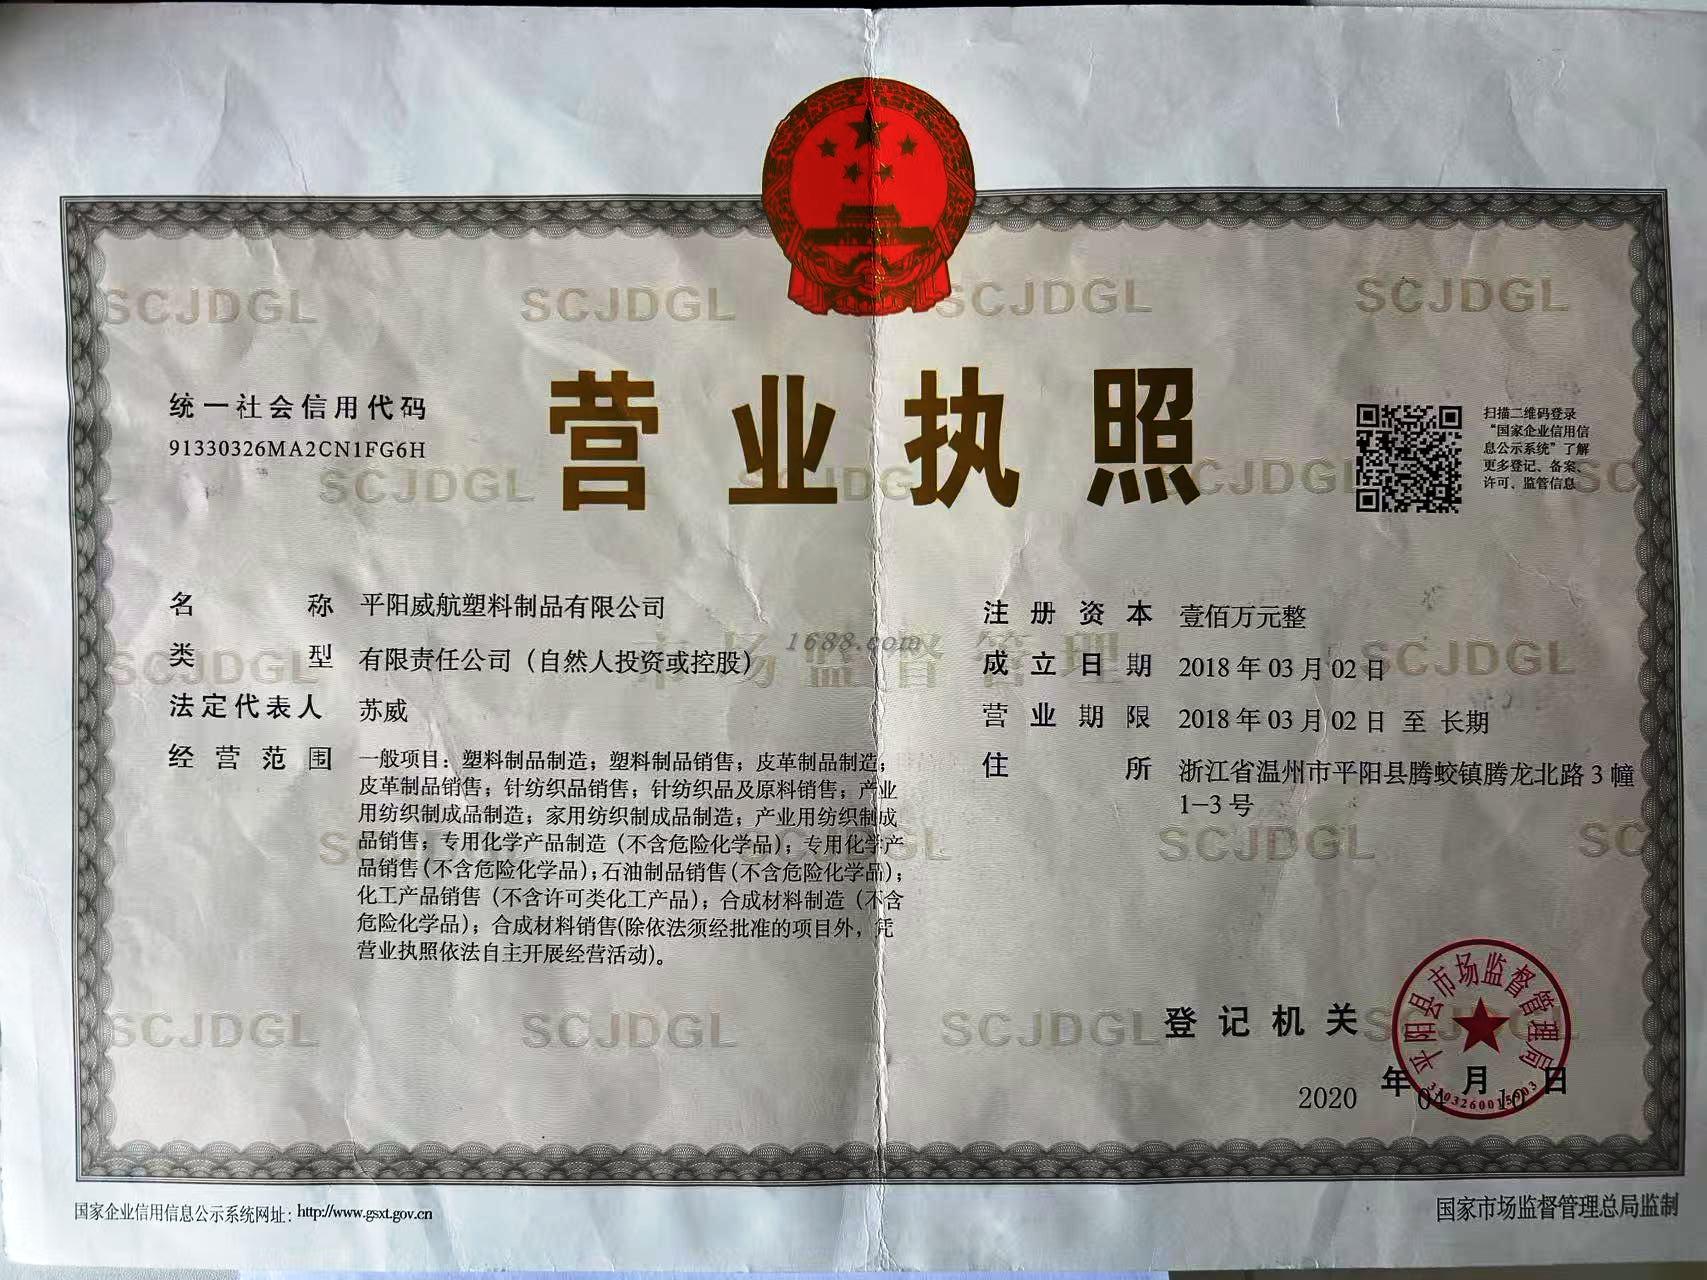 营业执照
统一社会信用代码
91330326MA2CN1FG6H
扫描二维码登录
“国家企业信用信
息公示系统”了解
更多登记、备案、
许可、监管信息
名称 平阳威航塑料制品有限公司
类型 有限责任公司（自然人投资或控股）
法定代表人 苏威
经营范围 一般项目：塑料制品制造；塑料制品销售；皮革制品制造；
皮革制品销售；针纺织品销售；针纺织品及原料销售；产业
用纺织制成品制造；家用纺织制成品制造；产业用纺织制成
品销售；专用化学产品制造（不含危险化学品）；专用化学产
品销售（不含危险化学品）；石油制品销售（不含危险化学品）；
化工产品销售（不含许可类化工产品）；合成材料制造（不含
危险化学品）；合成材料销售(除依法须经批准的项目外，凭
营业执照依法自主开展经营活动)。
注册资本 壹佰万元整
成立日期 2018年03月02日
营业期限 2018年03月02日 至 长期
住所 浙江省温州市平阳县腾蛟镇腾龙北路3幢
1-3号
登记机关
平阳县市场监督管理局
2020年04月10日
国家企业信用信息公示系统网址：http://www.gsxt.gov.cn
国家市场监督管理总局监制
SCJDGL
市场监督管理
1688.com